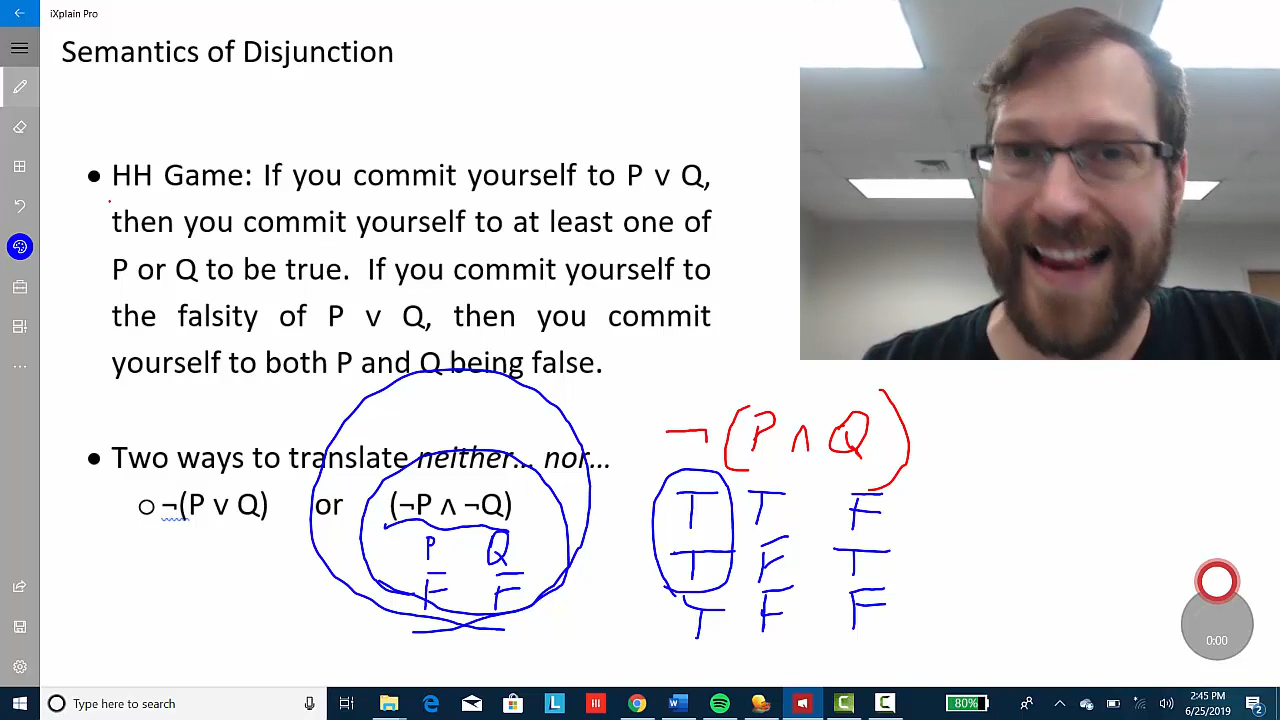 iXplain Pro
Semantics of Disjunction
• HH Game: If you commit yourself to P v Q,
then you commit yourself to at least one of
P or Q to be true. If you commit yourself to
the falsity of P v Q, then you commit
yourself to both P and Q being false.
¬(P ∧ Q)
• Two ways to translate neither... nor...
○ ¬(P v Q) or (¬P ∧ ¬Q)
T T F
P Q
T F T
F F
T F F
0:00
Type here to search
80%
2:45 PM
6/25/2019